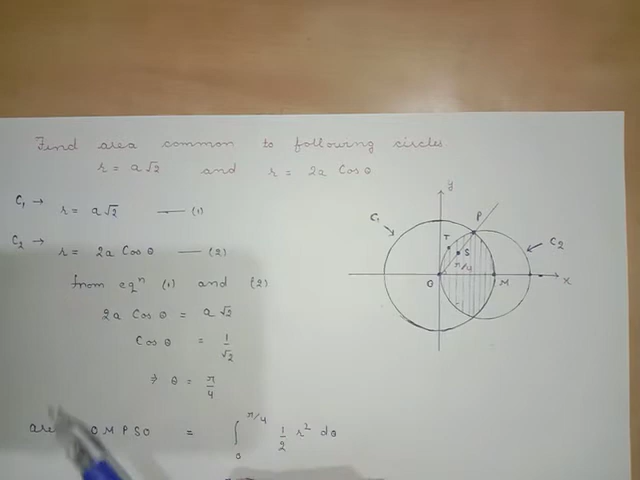 Find area common to following circles
r = a√2 and r = 2a Cos θ
C₁ → r = a√2 —— (1)
C₂ → r = 2a Cos θ —— (2)
from eqⁿ (1) and (2)
2a Cos θ = a√2
Cos θ = 1/√2
⇒ θ = π/4
OMPSO = ∫₀^π/4 1/2 r² dθ
y
C₁
P
C₂
T
S
π/4
O
M
X